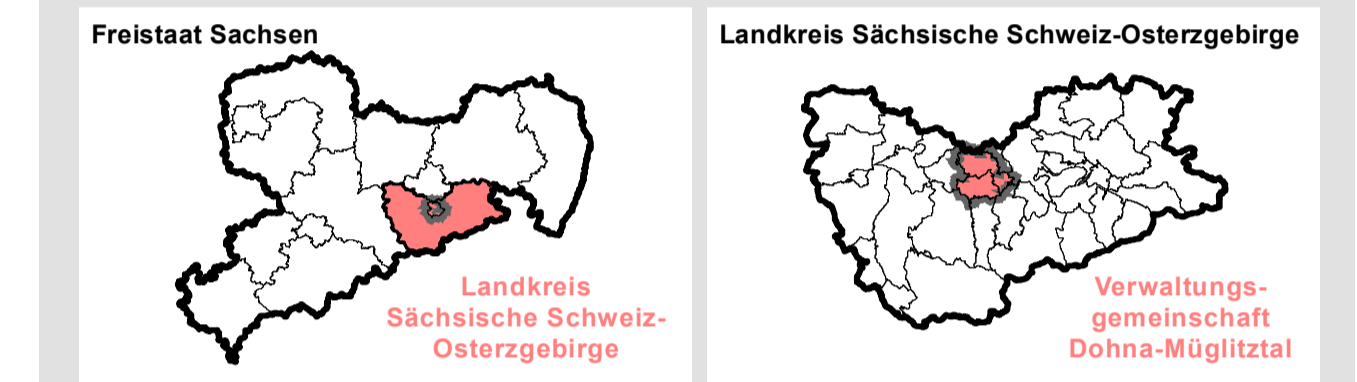 Freistaat Sachsen
Landkreis
Sächsische Schweiz-
Osterzgebirge
Landkreis Sächsische Schweiz-Osterzgebirge
Verwaltungs-
gemeinschaft
Dohna-Müglitztal